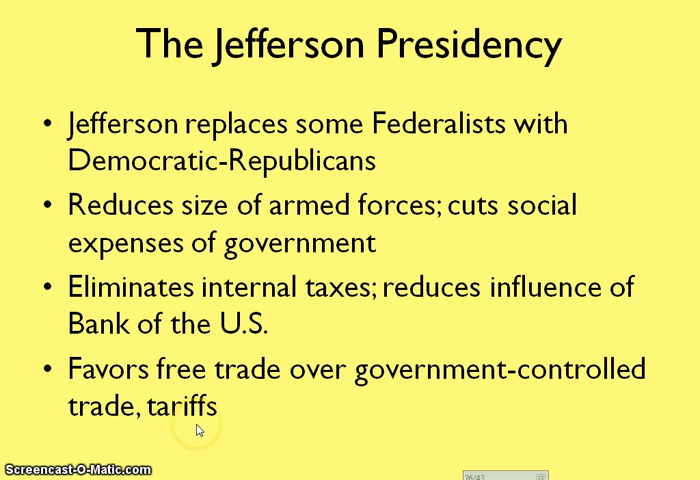 The Jefferson Presidency
• Jefferson replaces some Federalists with
Democratic-Republicans
• Reduces size of armed forces; cuts social
expenses of government
• Eliminates internal taxes; reduces influence of
Bank of the U.S.
• Favors free trade over government-controlled
trade, tariffs
Screencast-O-Matic.com
26/43